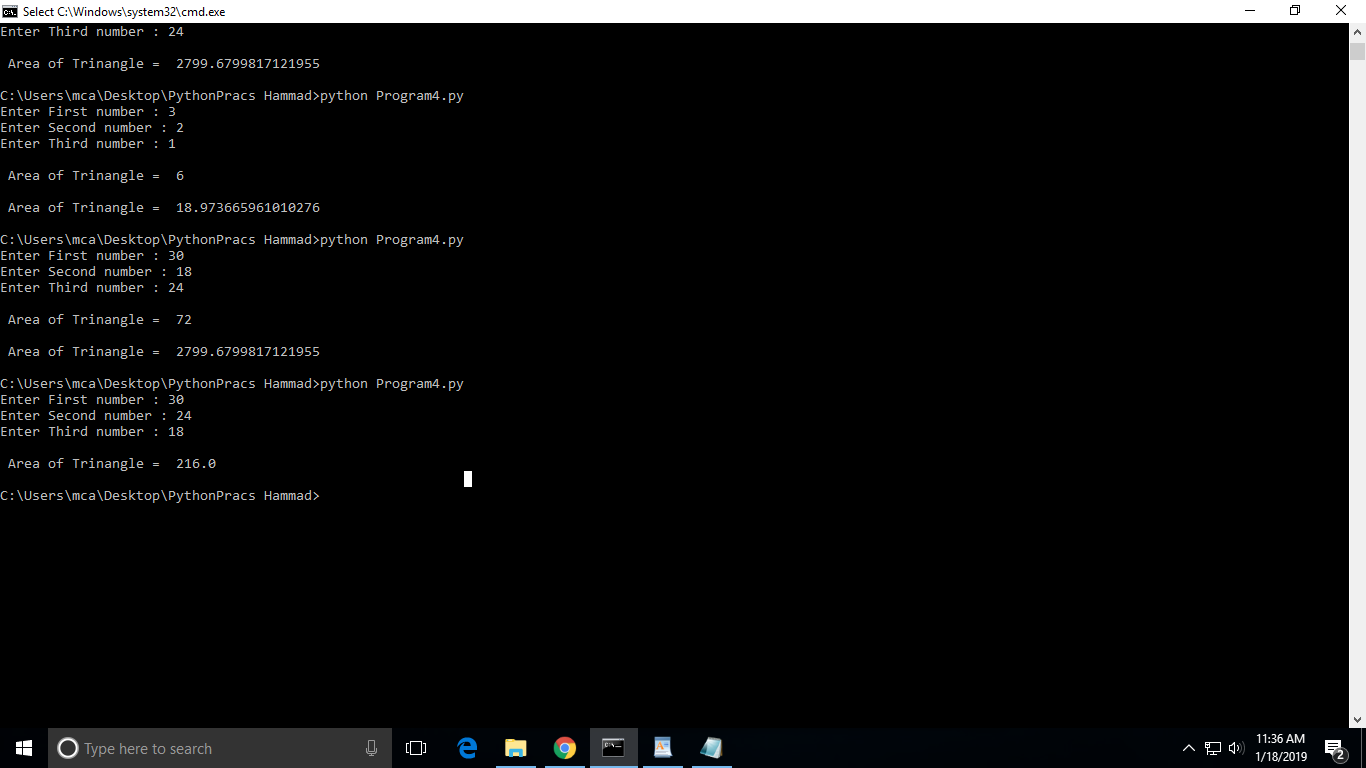 Select C:\Windows\system32\cmd.exe
Enter Third number : 24
Area of Trinangle =  2799.6799817121955
C:\Users\mca\Desktop\PythonPracs Hammad>python Program4.py
Enter First number : 3
Enter Second number : 2
Enter Third number : 1
Area of Trinangle =  6
Area of Trinangle =  18.973665961010276
C:\Users\mca\Desktop\PythonPracs Hammad>python Program4.py
Enter First number : 30
Enter Second number : 18
Enter Third number : 24
Area of Trinangle =  72
Area of Trinangle =  2799.6799817121955
C:\Users\mca\Desktop\PythonPracs Hammad>python Program4.py
Enter First number : 30
Enter Second number : 24
Enter Third number : 18
Area of Trinangle =  216.0
C:\Users\mca\Desktop\PythonPracs Hammad>
Type here to search
11:36 AM
1/18/2019
2